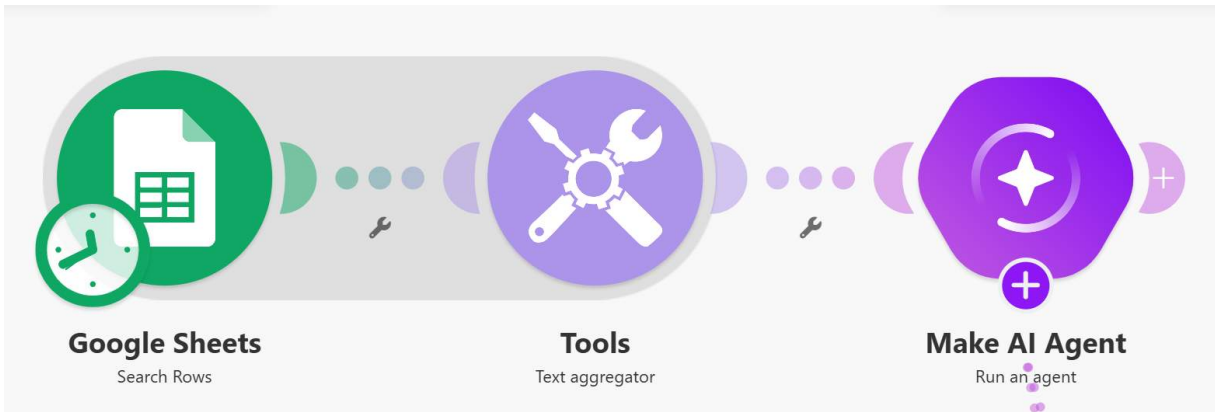 Google Sheets
Search Rows
Tools
Text aggregator
Make AI Agent
Run an agent